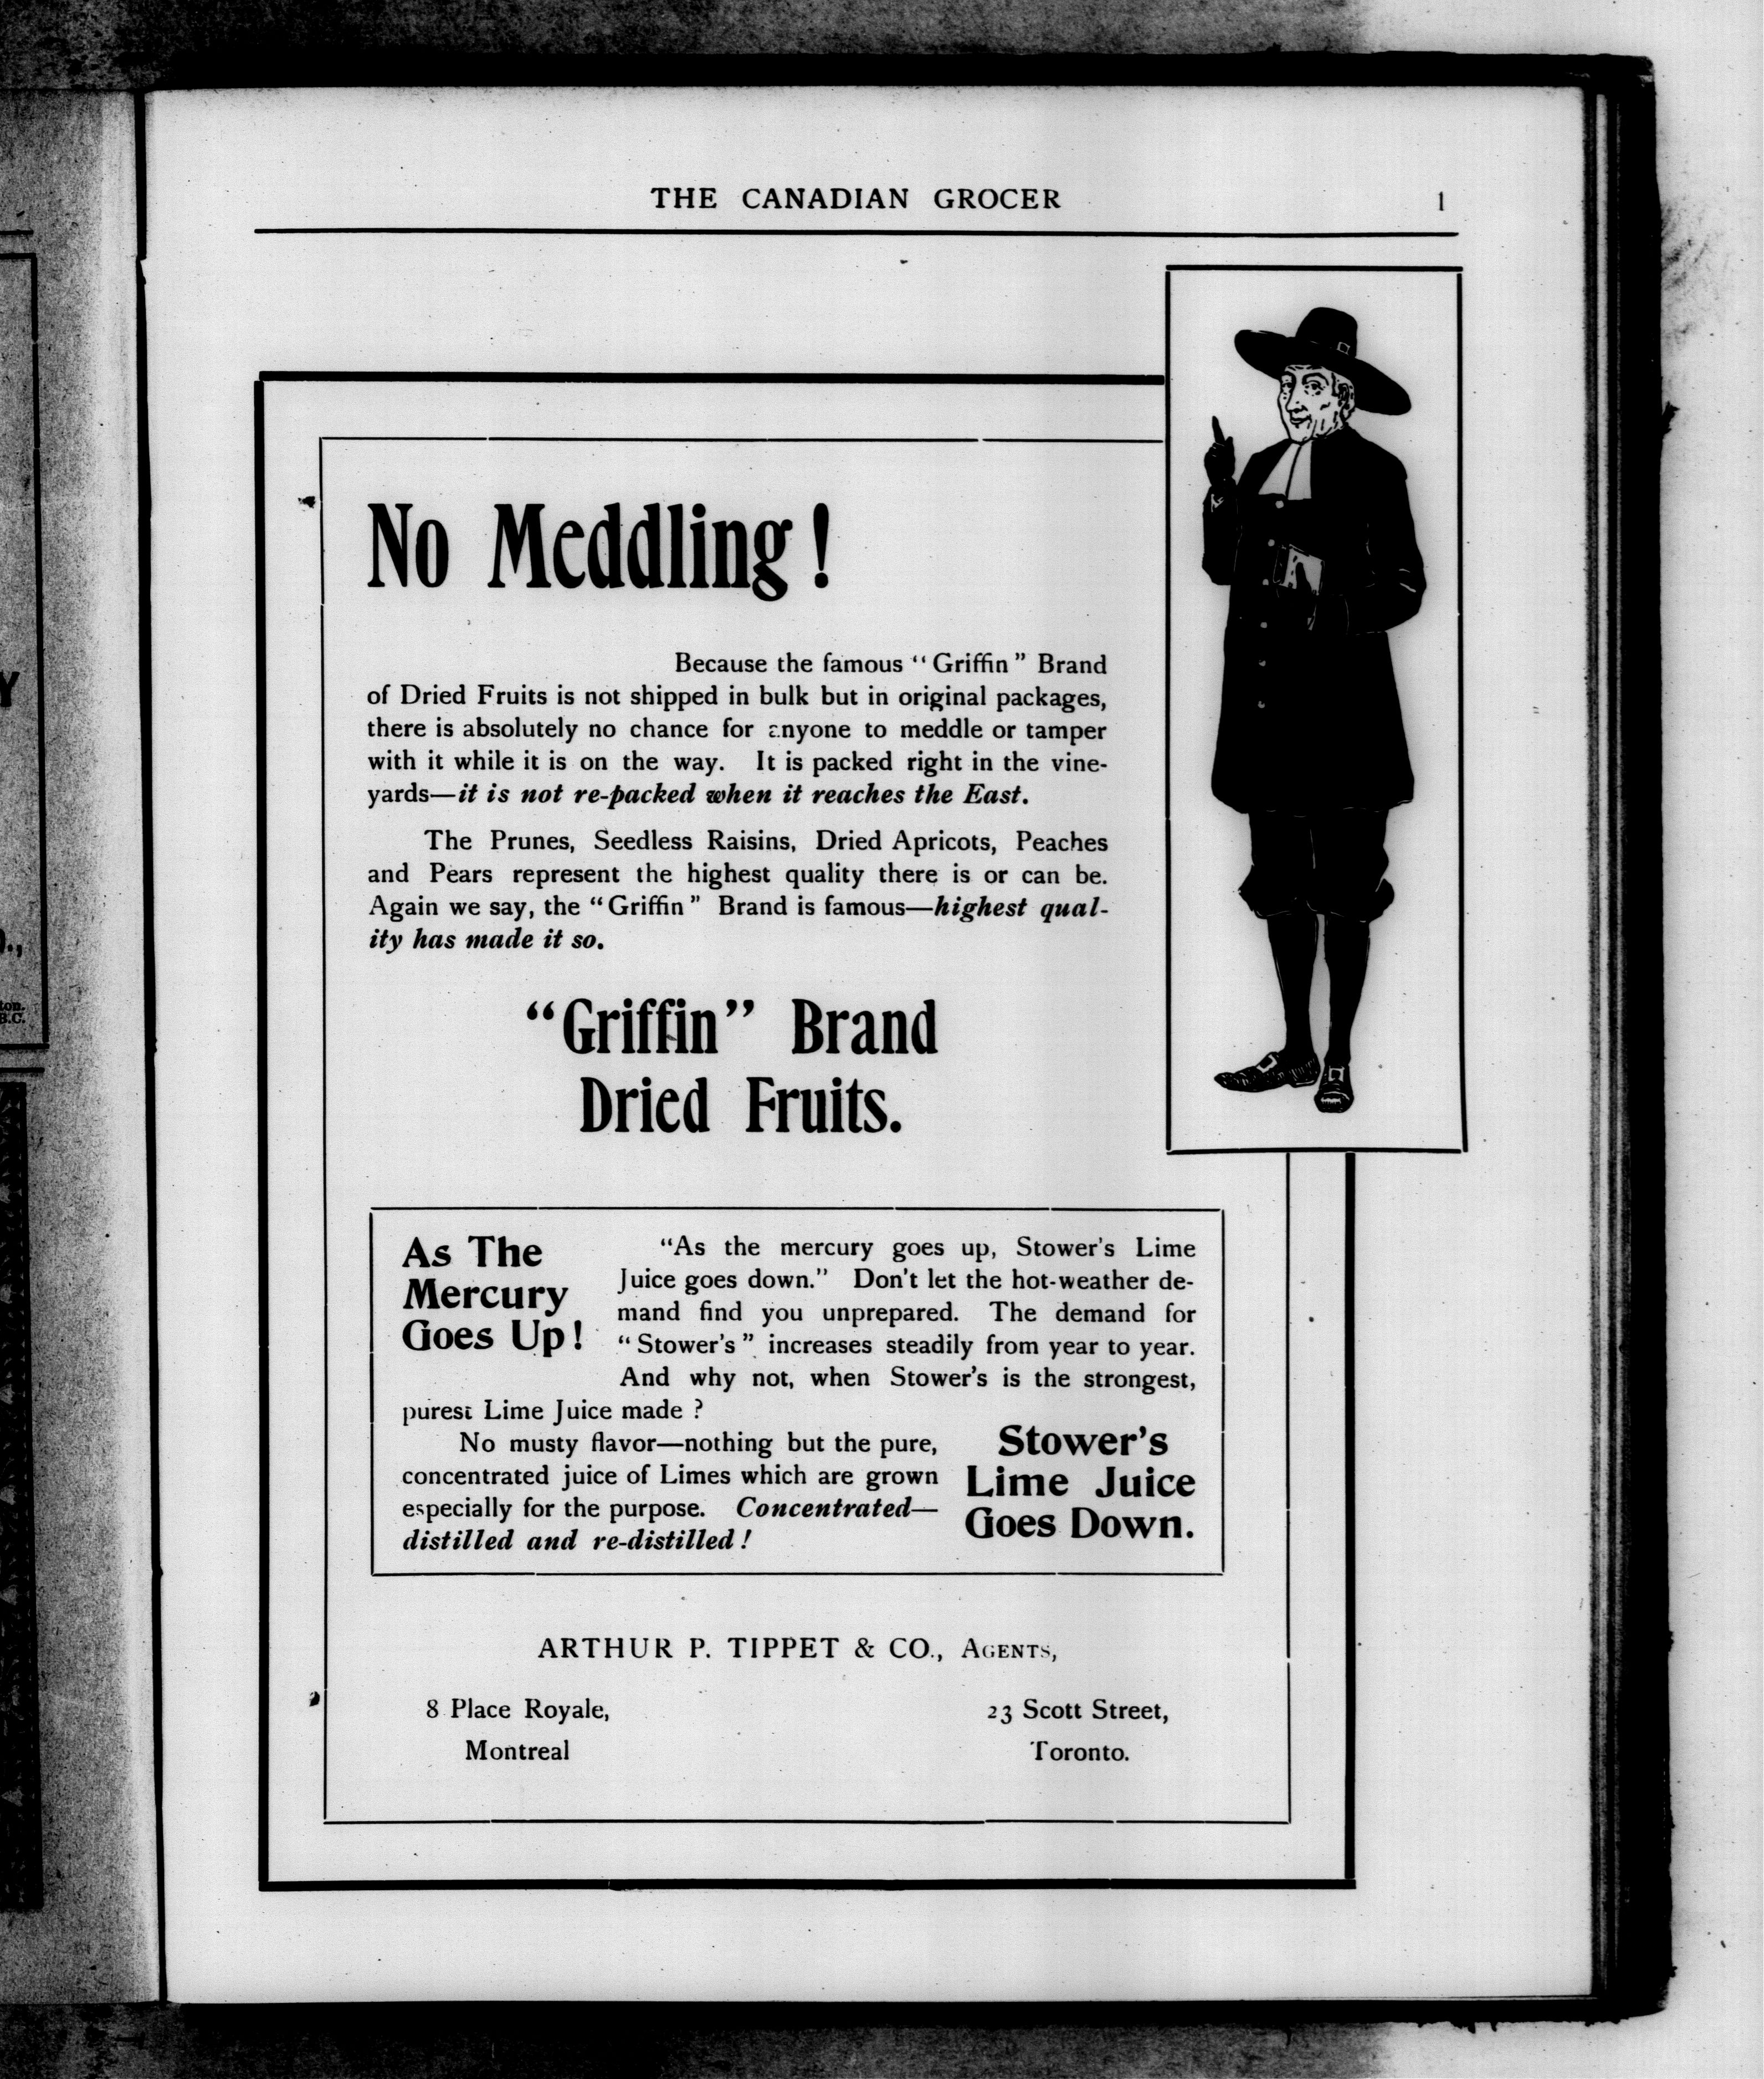 THE CANADIAN GROCER 1
No Meddling!
Because the famous "Griffin" Brand
of Dried Fruits is not shipped in bulk but in original packages,
there is absolutely no chance for anyone to meddle or tamper
with it while it is on the way. It is packed right in the vine-
yards—it is not re-packed when it reaches the East.
The Prunes, Seedless Raisins, Dried Apricots, Peaches
and Pears represent the highest quality there is or can be.
Again we say, the "Griffin" Brand is famous—highest qual-
ity has made it so.
"Griffin" Brand
Dried Fruits.
As The
Mercury
Goes Up!
"As the mercury goes up, Stower's Lime
Juice goes down." Don't let the hot-weather de-
mand find you unprepared. The demand for
"Stower's" increases steadily from year to year.
And why not, when Stower's is the strongest,
purest Lime Juice made ?
No musty flavor—nothing but the pure,
concentrated juice of Limes which are grown
especially for the purpose. Concentrated—
distilled and re-distilled!
Stower's
Lime Juice
Goes Down.
ARTHUR P. TIPPET & CO., AGENTS,
8 Place Royale,
Montreal
23 Scott Street,
Toronto.
Y
ton.
B.C.